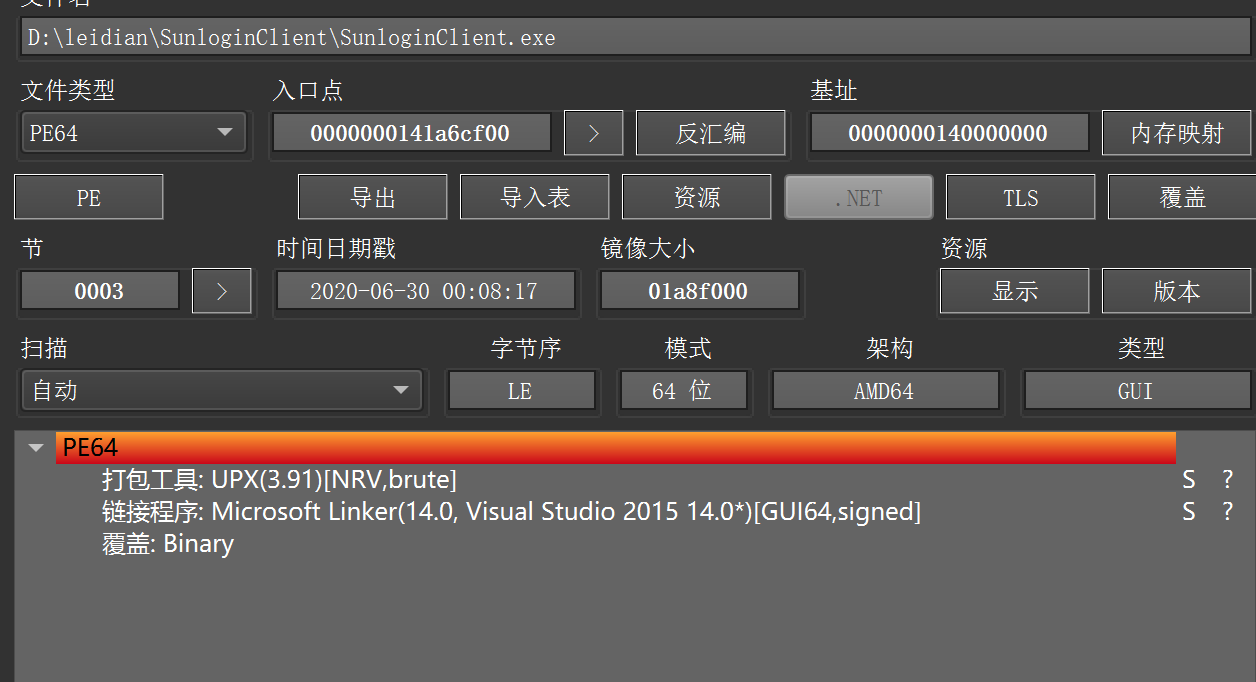 文件名
D:\leidian\SunloginClient\SunloginClient.exe
文件类型 入口点 基址
PE64 0000000141a6cf00 > 反汇编 0000000140000000 内存映射
PE 导出 导入表 资源 .NET TLS 覆盖
节 时间日期戳 镜像大小 资源
0003 > 2020-06-30 00:08:17 01a8f000 显示 版本
扫描 字节序 模式 架构 类型
自动 LE 64 位 AMD64 GUI
PE64
打包工具: UPX(3.91)[NRV,brute] S ?
链接程序: Microsoft Linker(14.0, Visual Studio 2015 14.0*)[GUI64,signed] S ?
覆盖: Binary